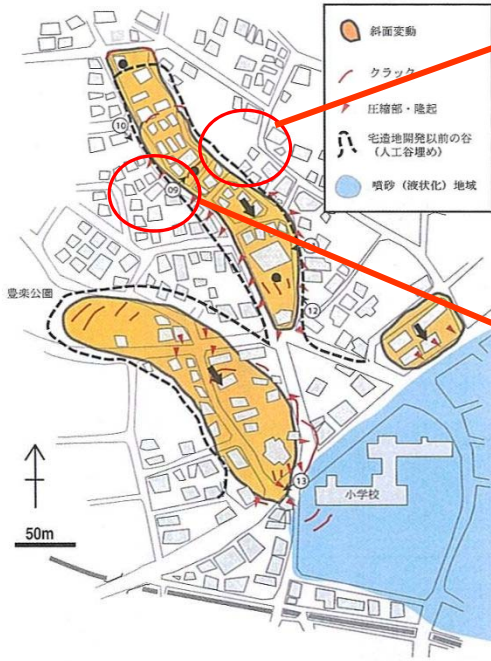 斜面変動
クラック
圧縮部・隆起
宅造地開発以前の谷
(人工谷埋め)
噴砂(液状化)地域
10
09
豊楽公園
12
13
小学校
50m